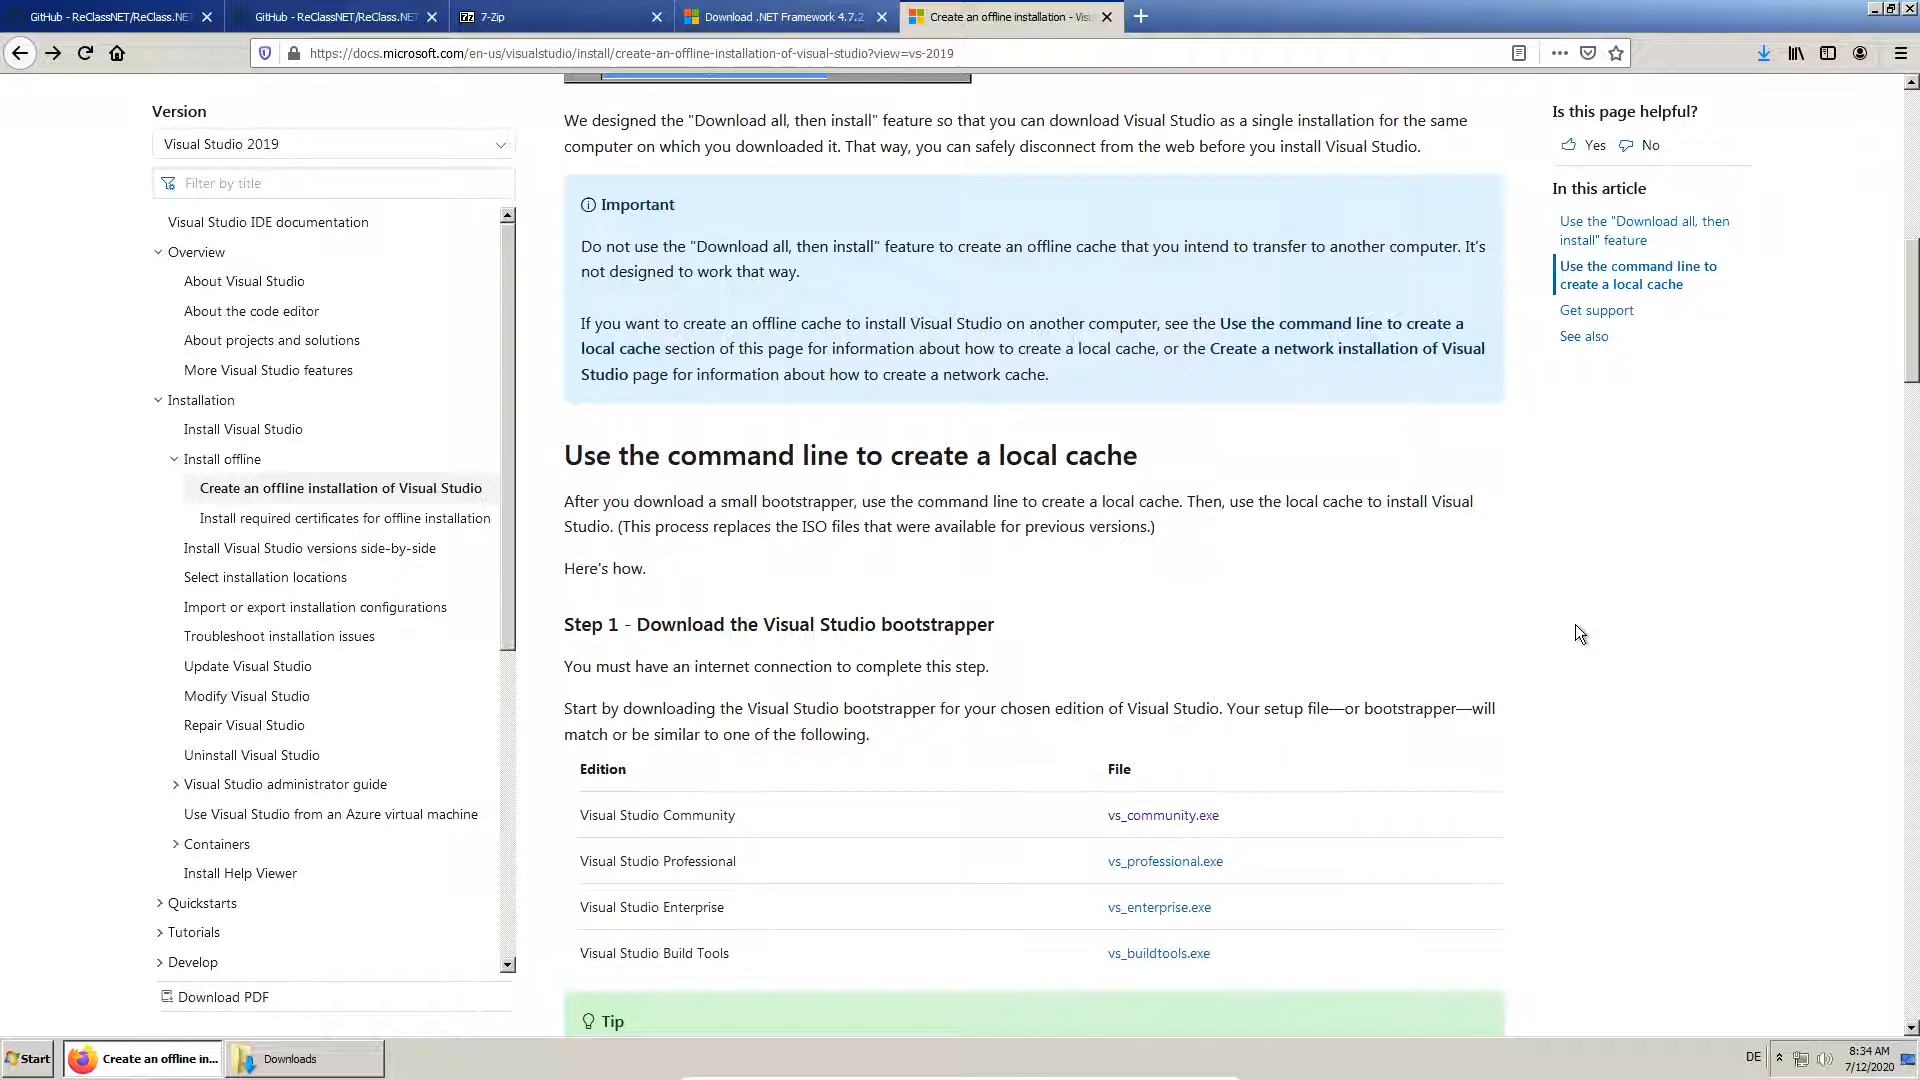 GitHub - ReClassNET/ReClass.NE
GitHub - ReClassNET/ReClass.NET
7-Zip
Download .NET Framework 4.7.2
Create an offline installation - Visu
https://docs.microsoft.com/en-us/visualstudio/install/create-an-offline-installation-of-visual-studio?view=vs-2019
Version
Visual Studio 2019
Filter by title
Visual Studio IDE documentation
Overview
About Visual Studio
About the code editor
About projects and solutions
More Visual Studio features
Installation
Install Visual Studio
Install offline
Create an offline installation of Visual Studio
Install required certificates for offline installation
Install Visual Studio versions side-by-side
Select installation locations
Import or export installation configurations
Troubleshoot installation issues
Update Visual Studio
Modify Visual Studio
Repair Visual Studio
Uninstall Visual Studio
Visual Studio administrator guide
Use Visual Studio from an Azure virtual machine
Containers
Install Help Viewer
Quickstarts
Tutorials
Develop
Download PDF
We designed the "Download all, then install" feature so that you can download Visual Studio as a single installation for the same
computer on which you downloaded it. That way, you can safely disconnect from the web before you install Visual Studio.
Important
Do not use the "Download all, then install" feature to create an offline cache that you intend to transfer to another computer. It's
not designed to work that way.
If you want to create an offline cache to install Visual Studio on another computer, see the Use the command line to create a
local cache section of this page for information about how to create a local cache, or the Create a network installation of Visual
Studio page for information about how to create a network cache.
Use the command line to create a local cache
After you download a small bootstrapper, use the command line to create a local cache. Then, use the local cache to install Visual
Studio. (This process replaces the ISO files that were available for previous versions.)
Here's how.
Step 1 - Download the Visual Studio bootstrapper
You must have an internet connection to complete this step.
Start by downloading the Visual Studio bootstrapper for your chosen edition of Visual Studio. Your setup file—or bootstrapper—will
match or be similar to one of the following.
Edition File
Visual Studio Community vs_community.exe
Visual Studio Professional vs_professional.exe
Visual Studio Enterprise vs_enterprise.exe
Visual Studio Build Tools vs_buildtools.exe
Tip
Is this page helpful?
Yes No
In this article
Use the "Download all, then
install" feature
Use the command line to
create a local cache
Get support
See also
Start
Create an offline in...
Downloads
DE
8:34 AM
7/12/2020